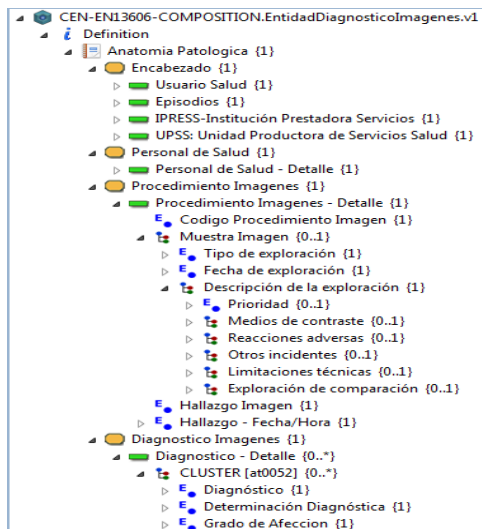 CEN-EN13606-COMPOSITION.EntidadDiagnosticoImagenes.v1
i Definition
Anatomia Patologica {1}
Encabezado {1}
Usuario Salud {1}
Episodios {1}
IPRESS-Institución Prestadora Servicios {1}
UPSS: Unidad Productora de Servicios Salud {1}
Personal de Salud {1}
Personal de Salud - Detalle {1}
Procedimiento Imagenes {1}
Procedimiento Imagenes - Detalle {1}
E Codigo Procedimiento Imagen {1}
Muestra Imagen {0..1}
E Tipo de exploración {1}
E Fecha de exploración {1}
Descripción de la exploración {1}
E Prioridad {0..1}
Medios de contraste {0..1}
Reacciones adversas {0..1}
Otros incidentes {0..1}
Limitaciones técnicas {0..1}
Exploración de comparación {0..1}
E Hallazgo Imagen {1}
E Hallazgo - Fecha/Hora {1}
Diagnostico Imagenes {1}
Diagnostico - Detalle {0..*}
CLUSTER [at0052] {0..*}
E Diagnóstico {1}
E Determinación Diagnóstica {1}
E Grado de Afeccion {1}